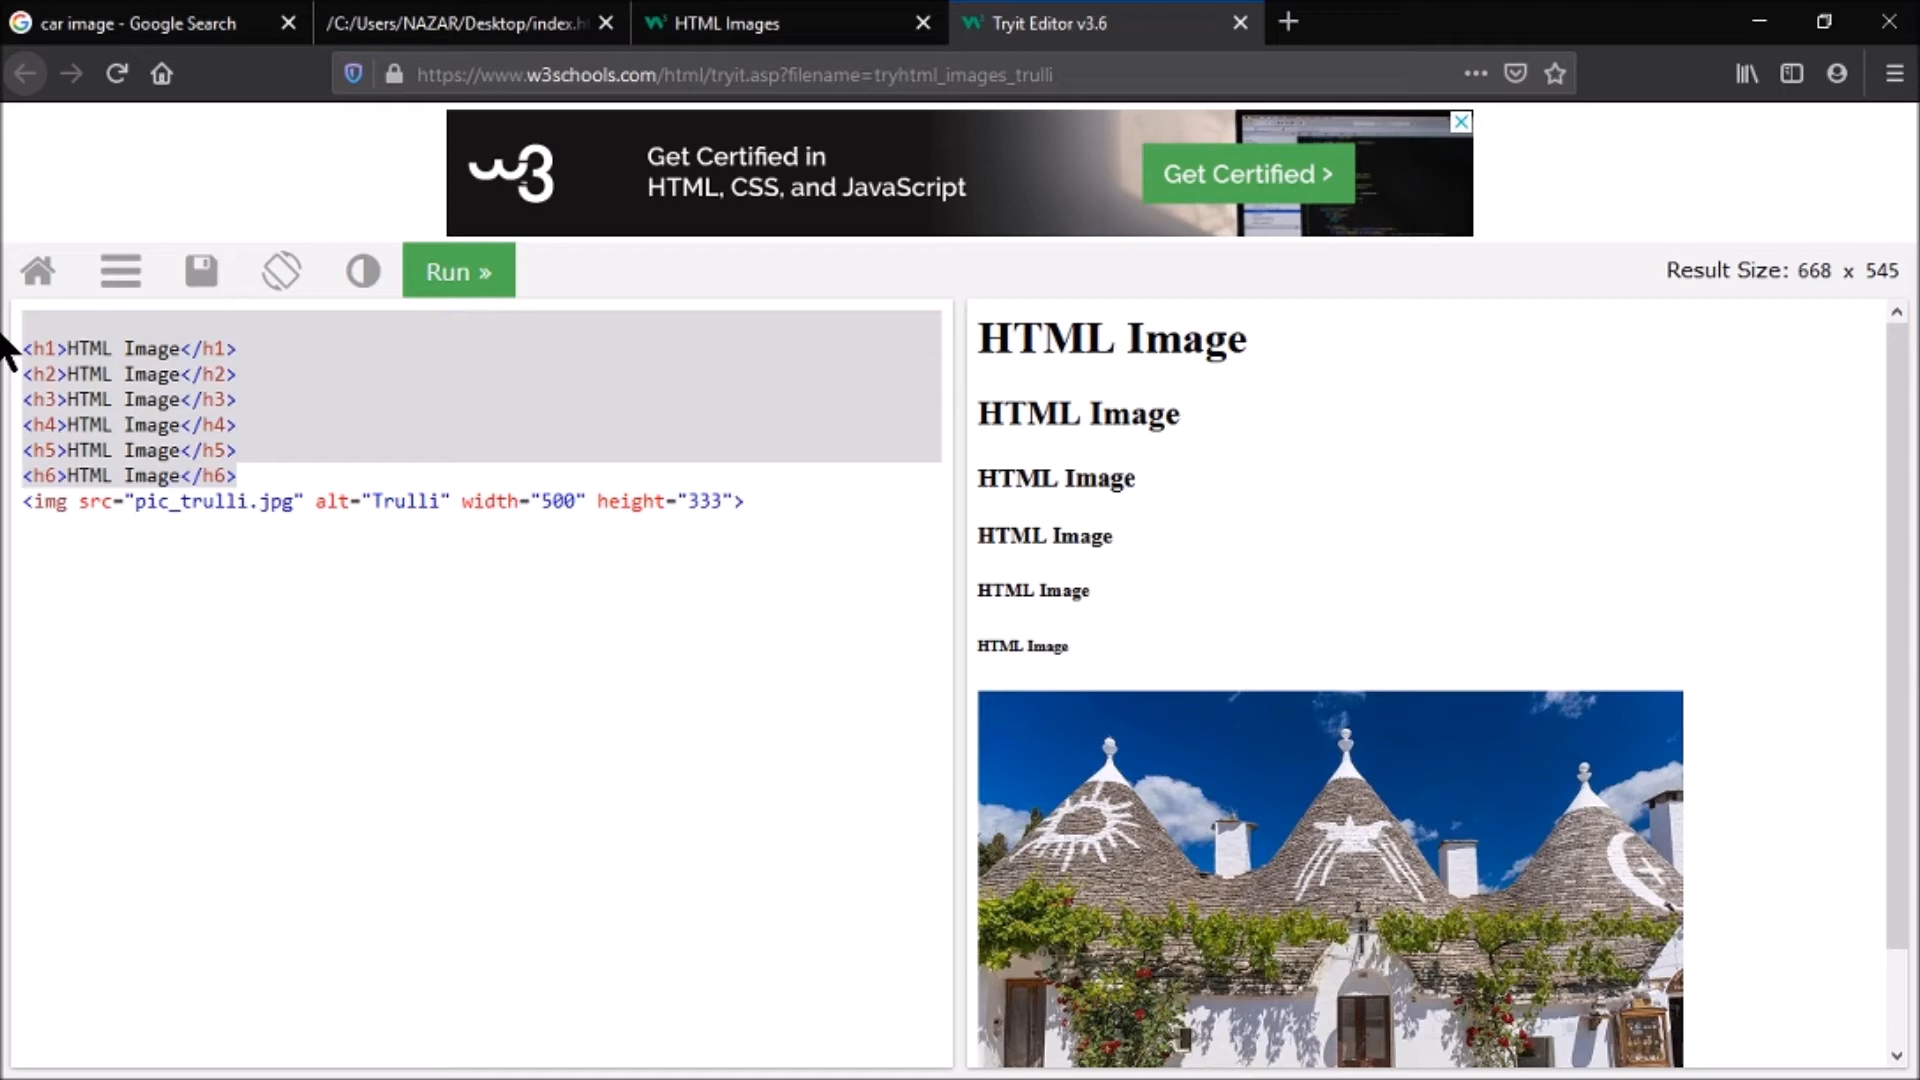 car image - Google Search
/C:/Users/NAZAR/Desktop/index.h
HTML Images
Tryit Editor v3.6
https://www.w3schools.com/html/tryit.asp?filename=tryhtml_images_trulli
w3
Get Certified in
HTML, CSS, and JavaScript
Get Certified >
Run »
Result Size: 668 x 545
<h1>HTML Image</h1>
<h2>HTML Image</h2>
<h3>HTML Image</h3>
<h4>HTML Image</h4>
<h5>HTML Image</h5>
<h6>HTML Image</h6>
<img src="pic_trulli.jpg" alt="Trulli" width="500" height="333">
HTML Image
HTML Image
HTML Image
HTML Image
HTML Image
HTML Image